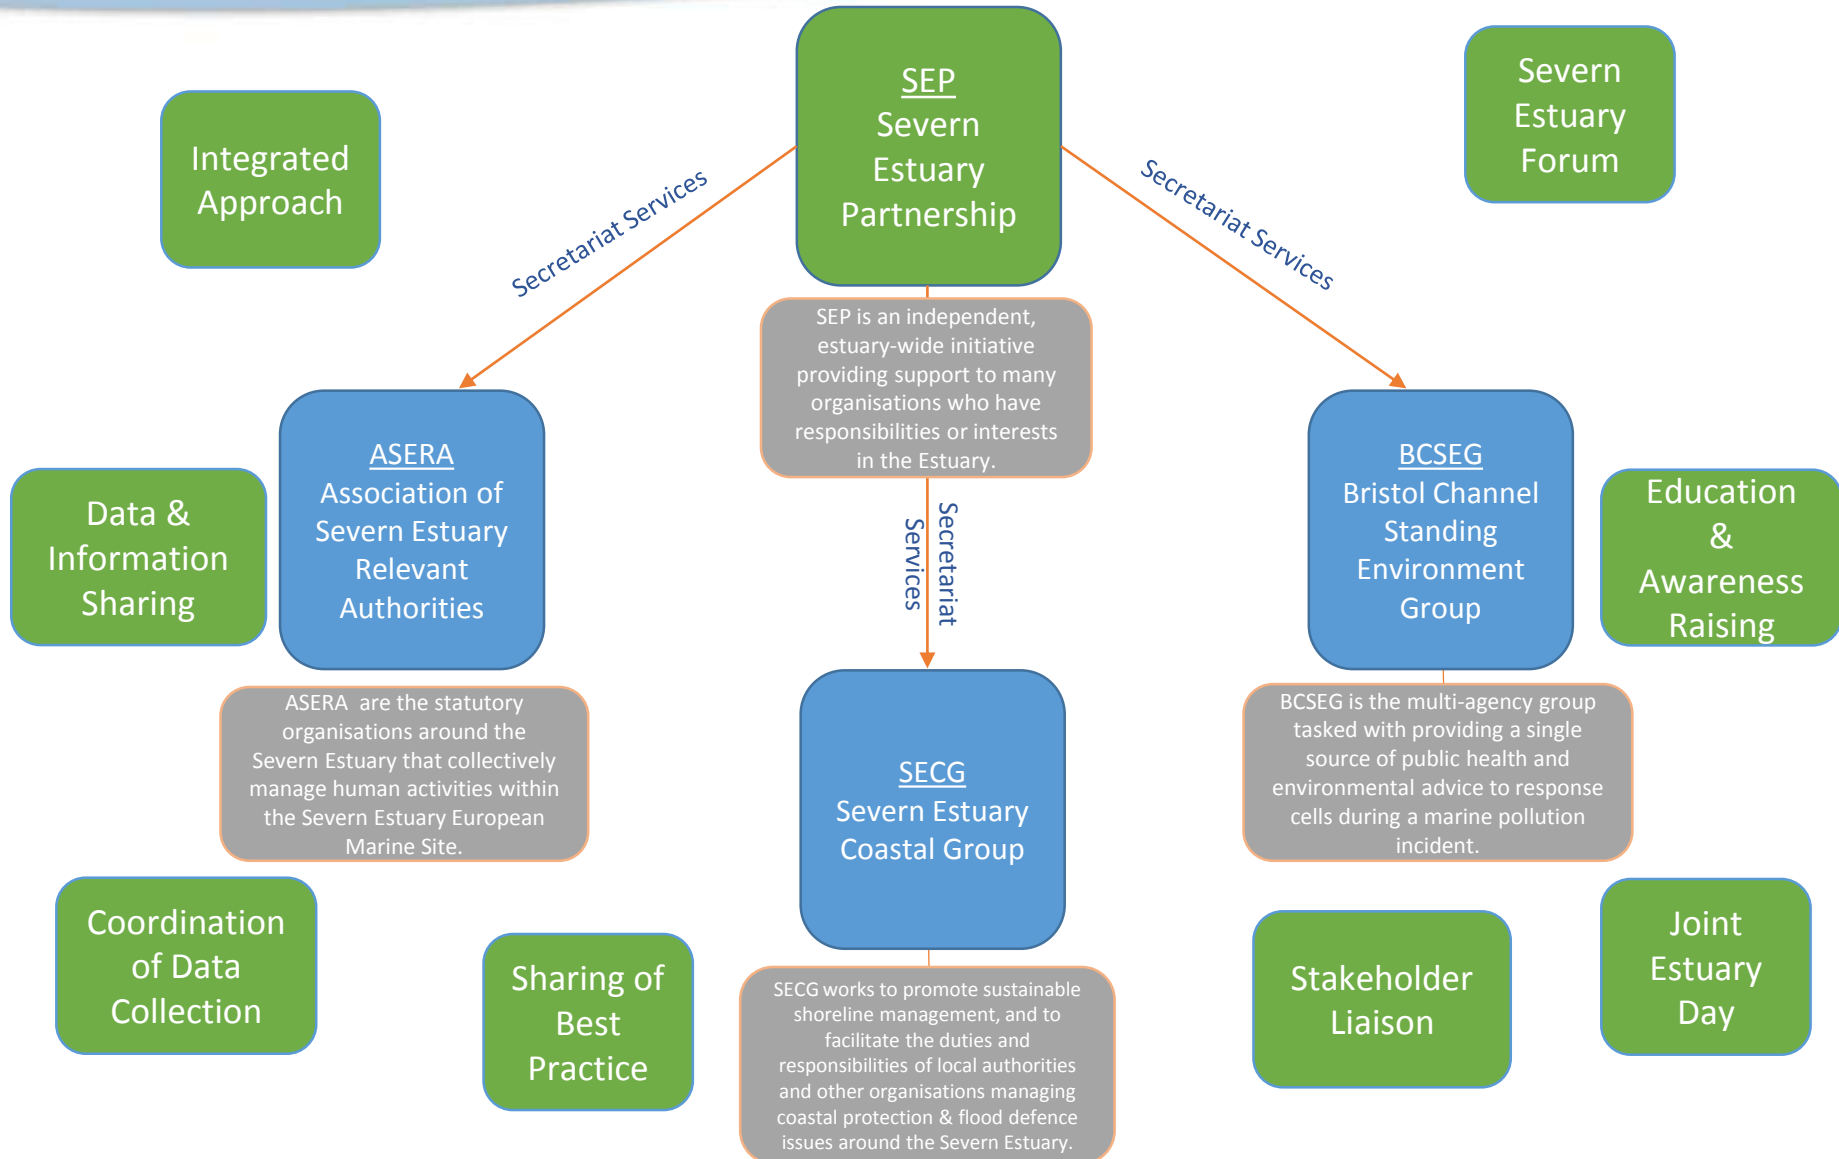 SEP
Severn
Estuary
Partnership
Severn
Estuary
Forum
Integrated
Approach
Secretariat Services
Secretariat Services
SEP is an independent,
estuary-wide initiative
providing support to many
organisations who have
responsibilities or interests
in the Estuary.
ASERA
Association of
Severn Estuary
Relevant
Authorities
BCSEG
Bristol Channel
Standing
Environment
Group
Data &
Information
Sharing
Education
&
Awareness
Raising
Secretariat
Services
ASERA are the statutory
organisations around the
Severn Estuary that collectively
manage human activities within
the Severn Estuary European
Marine Site.
SECG
Severn Estuary
Coastal Group
BCSEG is the multi-agency group
tasked with providing a single
source of public health and
environmental advice to response
cells during a marine pollution
incident.
Coordination
of Data
Collection
Sharing of
Best
Practice
SECG works to promote sustainable
shoreline management, and to
facilitate the duties and
responsibilities of local authorities
and other organisations managing
coastal protection & flood defence
issues around the Severn Estuary.
Stakeholder
Liaison
Joint
Estuary
Day